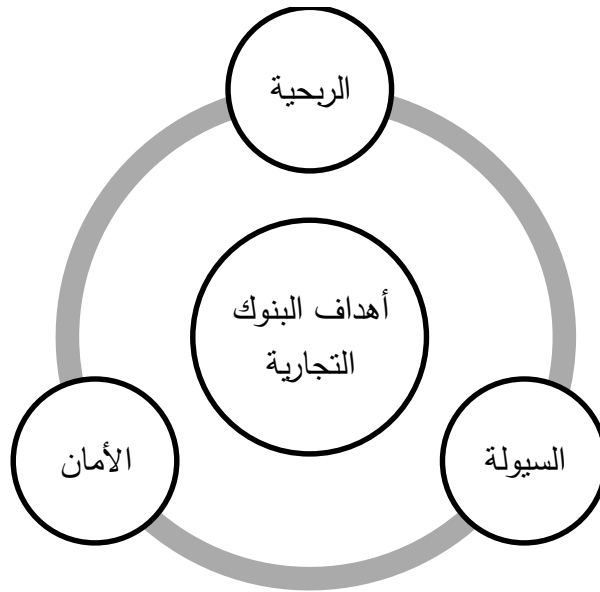 الربحية
أهداف البنوك
التجارية
السيولة
الأمان